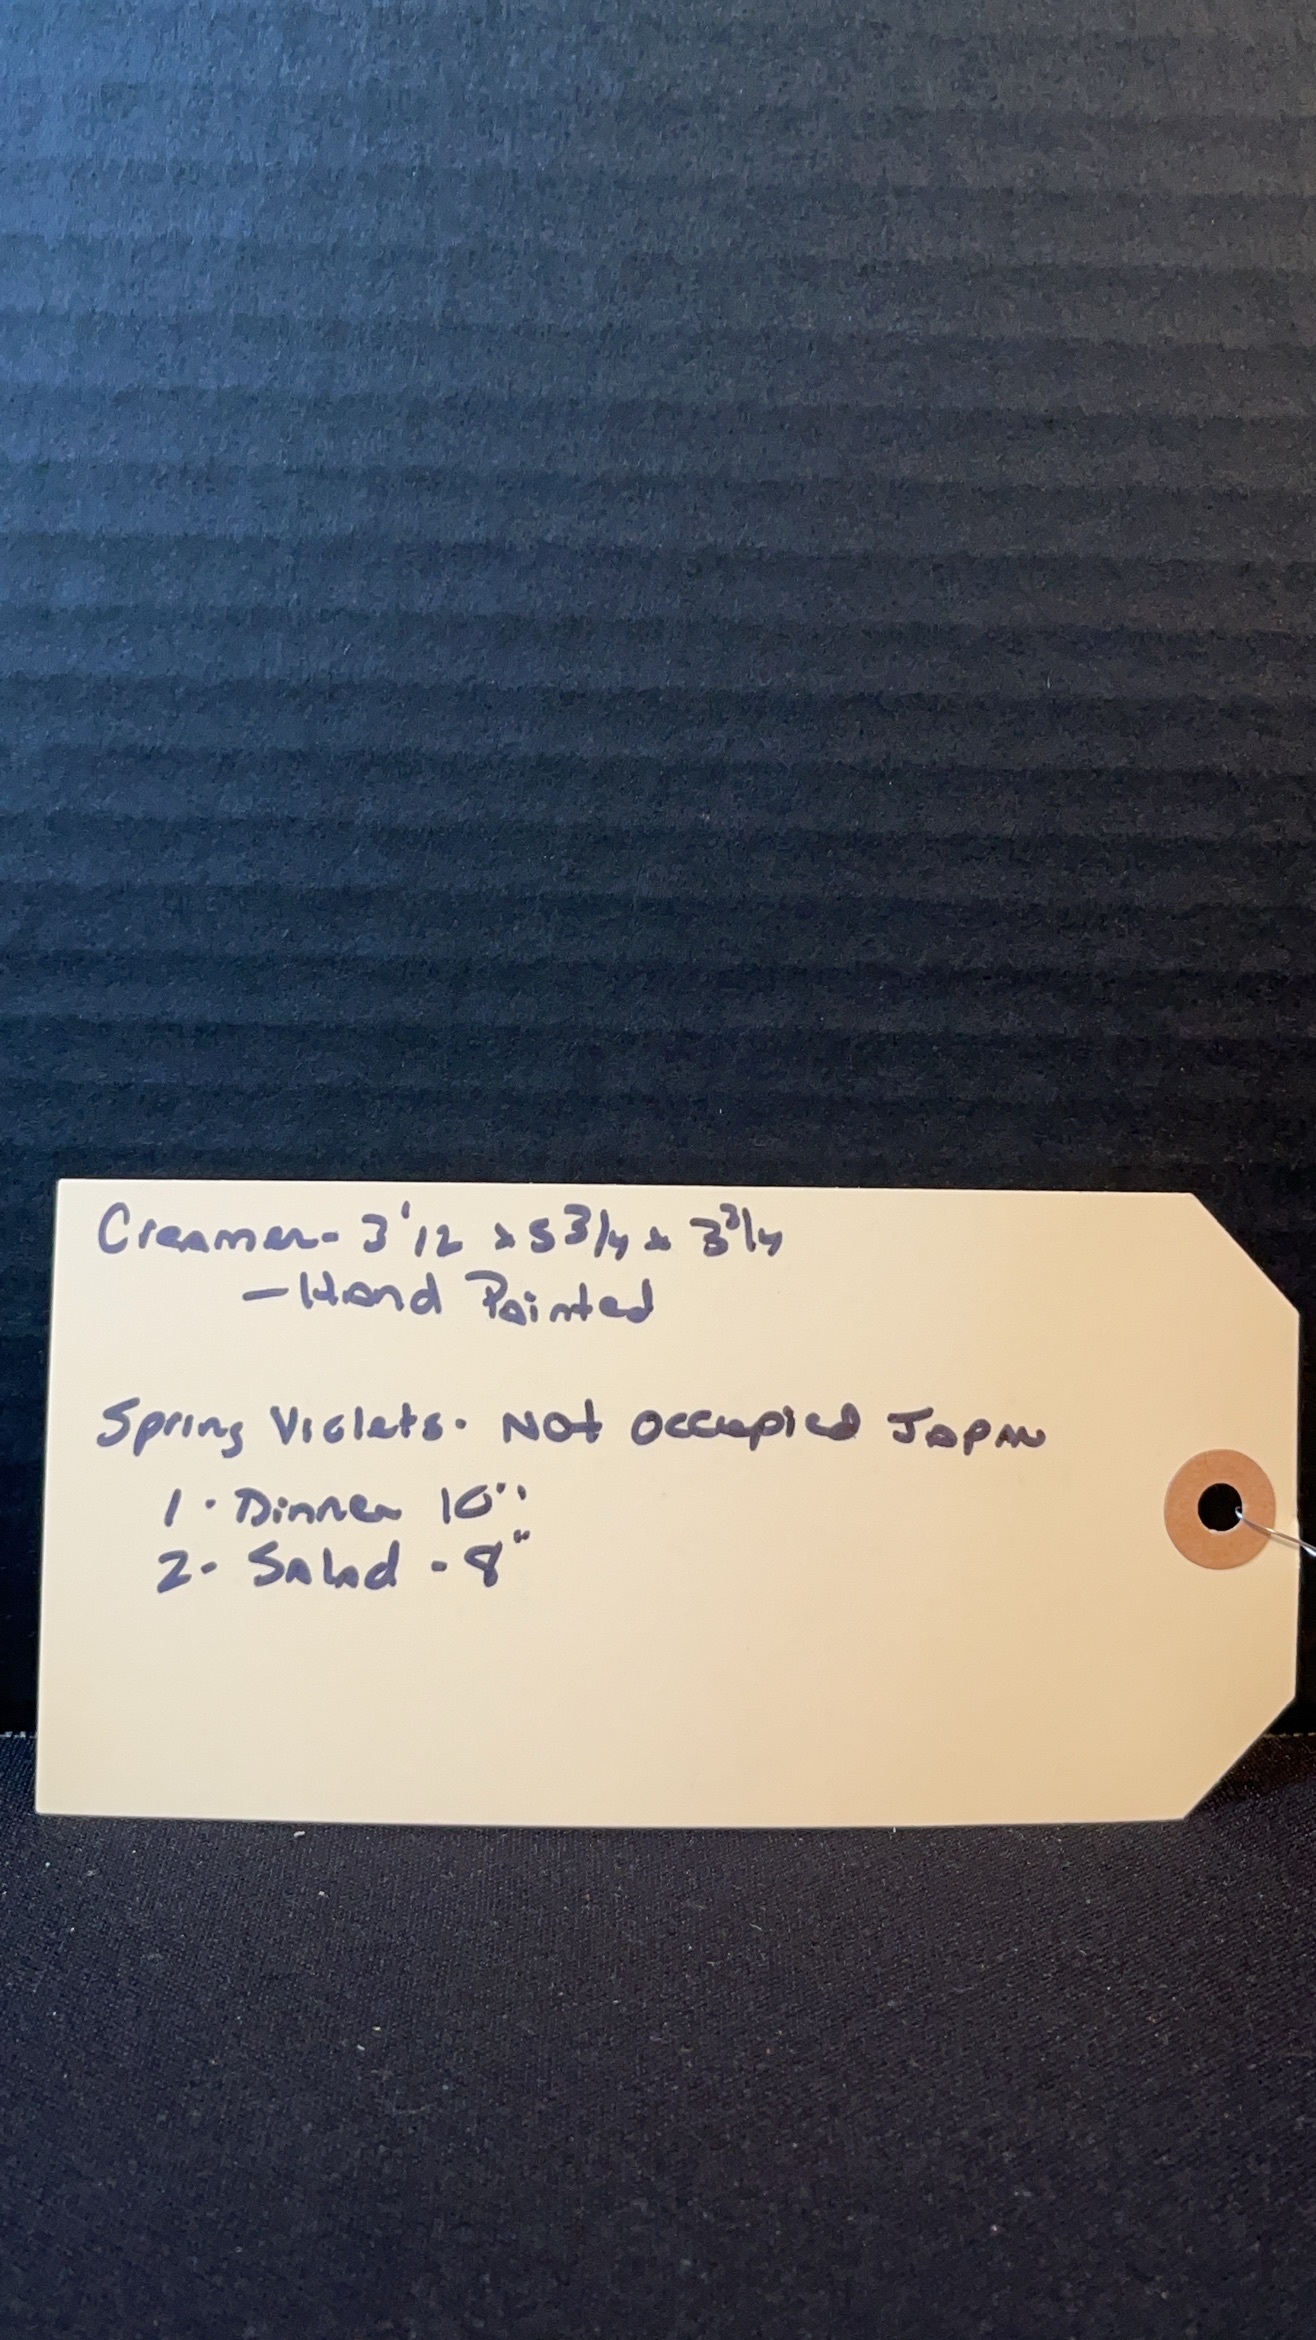 Creamer - 3 1/2 x 5 3/4 x 3 3/4
- Hand Painted
Spring Violets. Not Occupied Japan
1 - Dinner 10"
2 - Salad - 8"